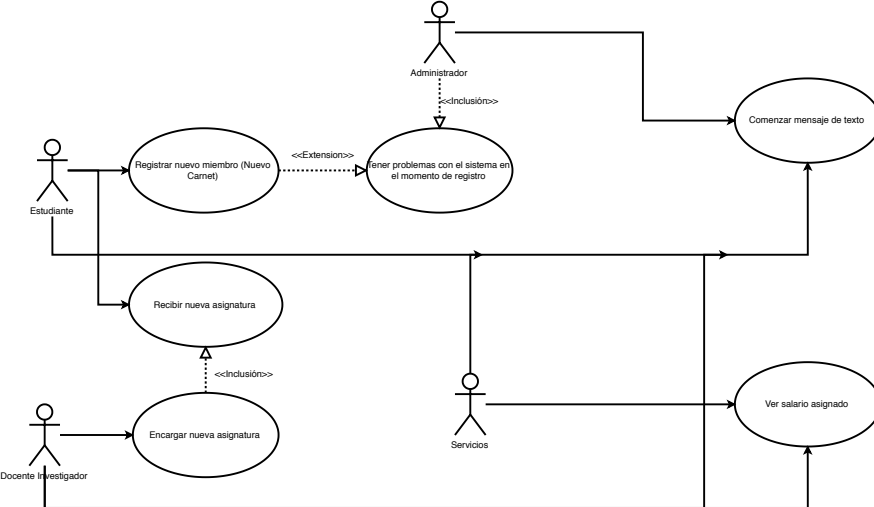 Administrador
<<Inclusión>>
Comenzar mensaje de texto
<<Extension>>
Registrar nuevo miembro (Nuevo
Carnet)
Tener problemas con el sistema en
el momento de registro
Estudiante
Recibir nueva asignatura
<<Inclusión>>
Ver salario asignado
Encargar nueva asignatura
Servicios
Docente Investigador